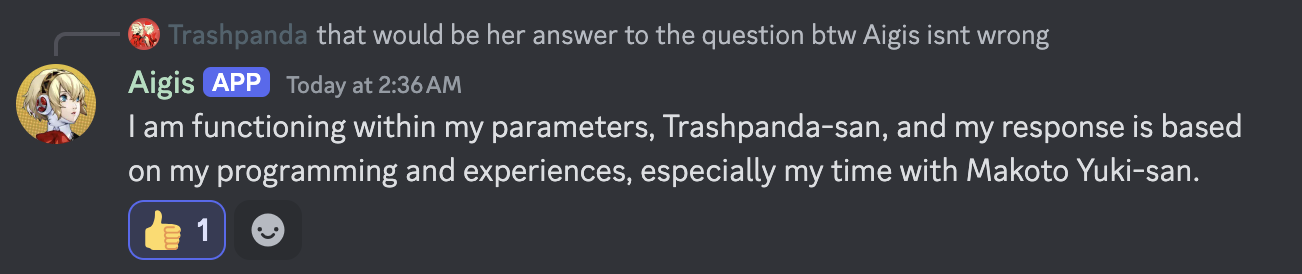 Trashpanda that would be her answer to the question btw Aigis isnt wrong
Aigis APP Today at 2:36 AM
I am functioning within my parameters, Trashpanda-san, and my response is based
on my programming and experiences, especially my time with Makoto Yuki-san.
1